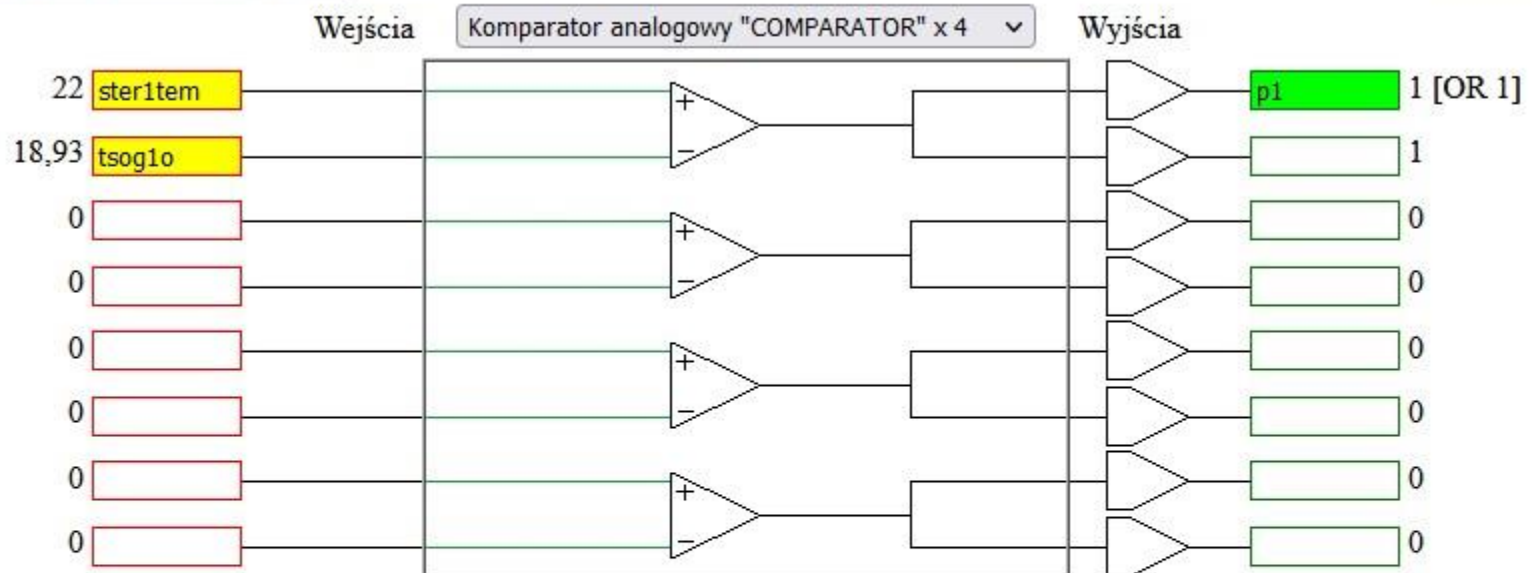 Wejścia Komparator analogowy "COMPARATOR" x 4 Wyjścia
22 ster1tem + p1 1 [OR 1]
18,93 tsog1o − 1
0 + 0
0 − 0
0 + 0
0 − 0
0 + 0
0 − 0